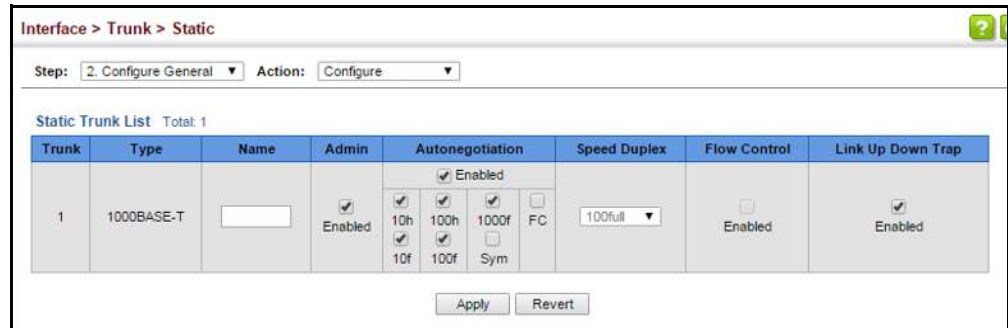 Interface > Trunk > Static
?
Step: 2. Configure General Action: Configure
Static Trunk List Total: 1
Trunk Type Name Admin Autonegotiation Speed Duplex Flow Control Link Up Down Trap
Enabled
1 1000BASE-T Enabled 10h 100h 1000f FC 100full Enabled Enabled
10f 100f Sym
Apply Revert